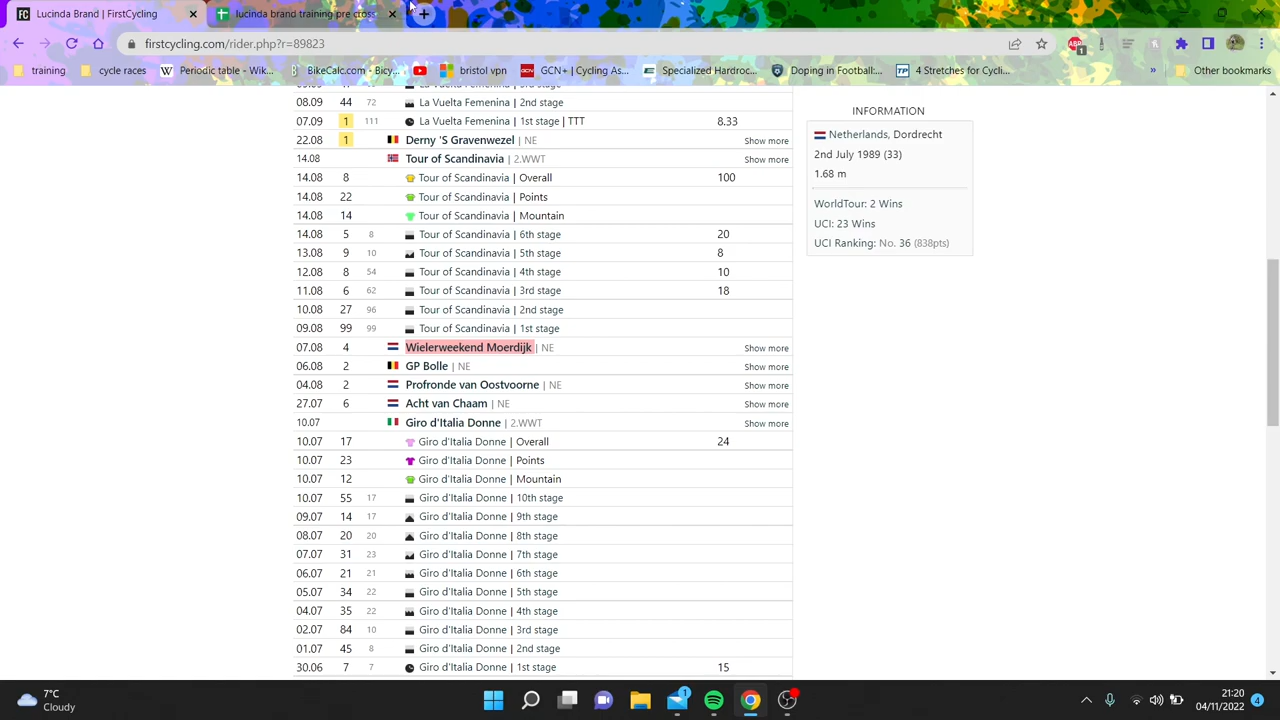 Lucinda Brand | FirstCycling
lucinda brand training pre cross
firstcycling.com/rider.php?r=89823
training cycle races Periodic table - Wik... BikeCalc.com - Bicy... bristol vpn GCN+ | Cycling As... Specialized Hardroc... Doping in Football:... 4 Stretches for Cycli... » Other bookmarks
08.09 44 72 La Vuelta Femenina | 2nd stage
07.09 1 111 La Vuelta Femenina | 1st stage | TTT 8.33
22.08 1 Derny 'S Gravenwezel | NE Show more
14.08 Tour of Scandinavia | 2.WWT Show more
14.08 8 Tour of Scandinavia | Overall 100
14.08 22 Tour of Scandinavia | Points
14.08 14 Tour of Scandinavia | Mountain
14.08 5 8 Tour of Scandinavia | 6th stage 20
13.08 9 10 Tour of Scandinavia | 5th stage 8
12.08 8 54 Tour of Scandinavia | 4th stage 10
11.08 6 62 Tour of Scandinavia | 3rd stage 18
10.08 27 96 Tour of Scandinavia | 2nd stage
09.08 99 99 Tour of Scandinavia | 1st stage
07.08 4 Wielerweekend Moerdijk | NE Show more
06.08 2 GP Bolle | NE Show more
04.08 2 Profronde van Oostvoorne | NE Show more
27.07 6 Acht van Chaam | NE Show more
10.07 Giro d'Italia Donne | 2.WWT Show more
10.07 17 Giro d'Italia Donne | Overall 24
10.07 23 Giro d'Italia Donne | Points
10.07 12 Giro d'Italia Donne | Mountain
10.07 55 17 Giro d'Italia Donne | 10th stage
09.07 14 17 Giro d'Italia Donne | 9th stage
08.07 20 20 Giro d'Italia Donne | 8th stage
07.07 31 23 Giro d'Italia Donne | 7th stage
06.07 21 21 Giro d'Italia Donne | 6th stage
05.07 34 22 Giro d'Italia Donne | 5th stage
04.07 35 22 Giro d'Italia Donne | 4th stage
02.07 84 10 Giro d'Italia Donne | 3rd stage
01.07 45 8 Giro d'Italia Donne | 2nd stage
30.06 7 7 Giro d'Italia Donne | 1st stage 15
INFORMATION
Netherlands, Dordrecht
2nd July 1989 (33)
1.68 m
WorldTour: 2 Wins
UCI: 23 Wins
UCI Ranking: No. 36 (838pts)
7°C
Cloudy
21:20
04/11/2022